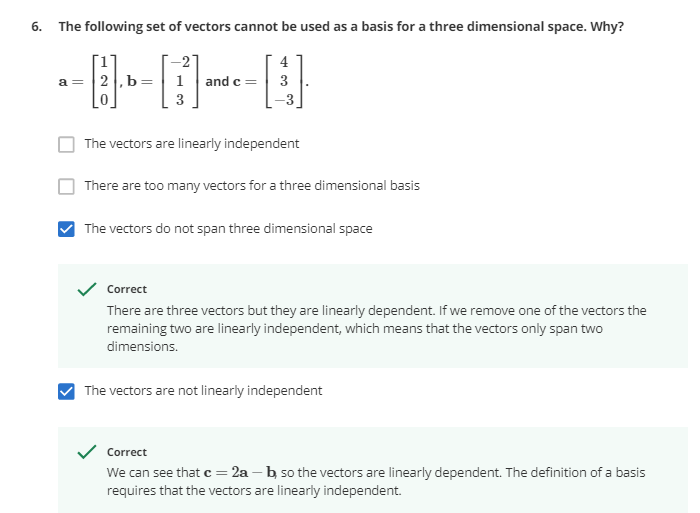 6. The following set of vectors cannot be used as a basis for a three dimensional space. Why?
a = [1 2 0], b = [−2 1 3] and c = [4 3 −3].
The vectors are linearly independent
There are too many vectors for a three dimensional basis
The vectors do not span three dimensional space
Correct
There are three vectors but they are linearly dependent. If we remove one of the vectors the
remaining two are linearly independent, which means that the vectors only span two
dimensions.
The vectors are not linearly independent
Correct
We can see that c = 2a − b, so the vectors are linearly dependent. The definition of a basis
requires that the vectors are linearly independent.